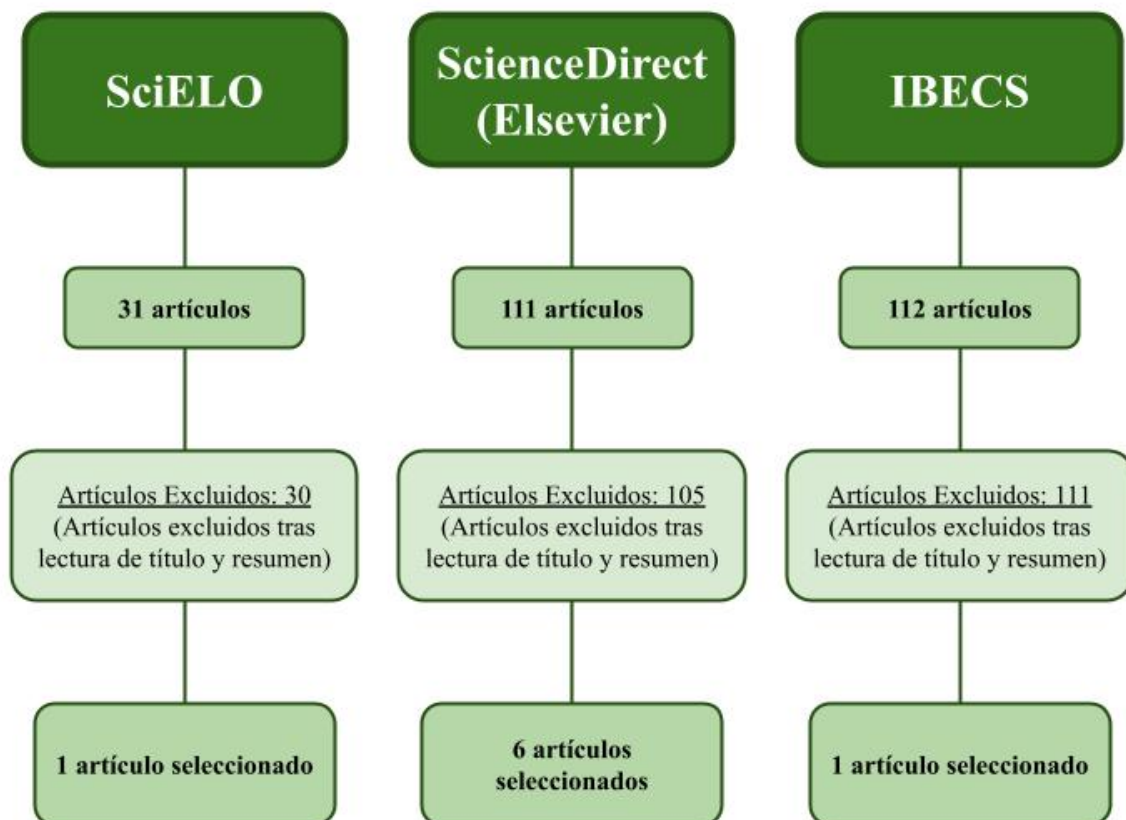 SciELO
ScienceDirect
(Elsevier)
IBECS
31 artículos
111 artículos
112 artículos
Artículos Excluidos: 30
(Artículos excluidos tras
lectura de título y resumen)
Artículos Excluidos: 105
(Artículos excluidos tras
lectura de título y resumen)
Artículos Excluidos: 111
(Artículos excluidos tras
lectura de título y resumen)
1 artículo seleccionado
6 artículos
seleccionados
1 artículo seleccionado